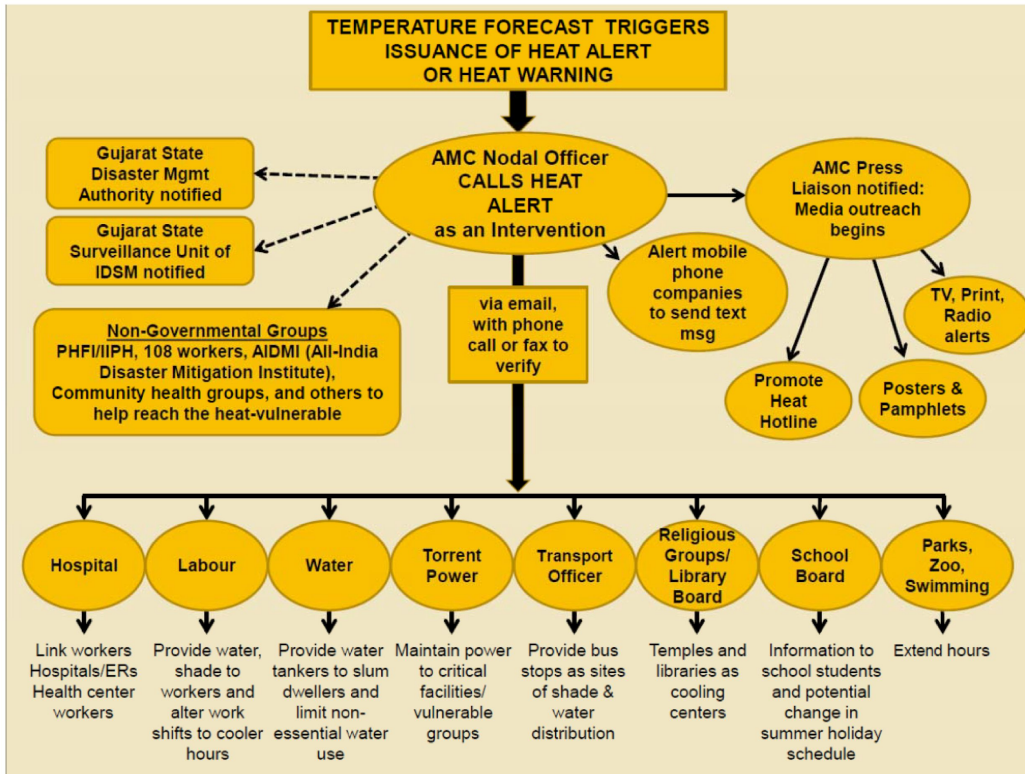 TEMPERATURE FORECAST TRIGGERS
ISSUANCE OF HEAT ALERT
OR HEAT WARNING
Gujarat State
Disaster Mgmt
Authority notified
AMC Nodal Officer
CALLS HEAT
ALERT
as an Intervention
AMC Press
Liaison notified:
Media outreach
begins
Gujarat State
Surveillance Unit of
IDSM notified
Alert mobile
phone
companies
to send text
msg
TV, Print,
Radio
alerts
via email,
with phone
call or fax to
verify
Non-Governmental Groups
PHFI/IIPH, 108 workers, AIDMI (All-India
Disaster Mitigation Institute),
Community health groups, and others to
help reach the heat-vulnerable
Promote
Heat
Hotline
Posters &
Pamphlets
Hospital
Labour
Water
Torrent
Power
Transport
Officer
Religious
Groups/
Library
Board
School
Board
Parks,
Zoo,
Swimming
Link workers
Hospitals/ERs
Health center
workers
Provide water,
shade to
workers and
alter work
shifts to cooler
hours
Provide water
tankers to slum
dwellers and
limit non-
essential water
use
Maintain power
to critical
facilities/
vulnerable
groups
Provide bus
stops as sites
of shade &
water
distribution
Temples and
libraries as
cooling
centers
Information to
school students
and potential
change in
summer holiday
schedule
Extend hours